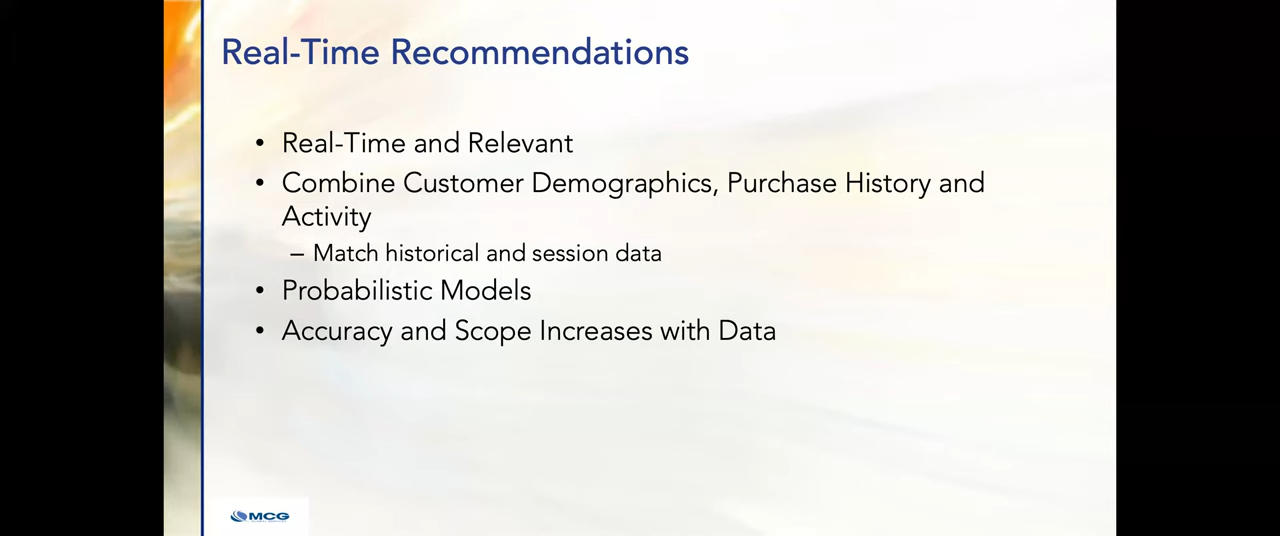 Real-Time Recommendations
• Real-Time and Relevant
• Combine Customer Demographics, Purchase History and
Activity
– Match historical and session data
• Probabilistic Models
• Accuracy and Scope Increases with Data
MCG